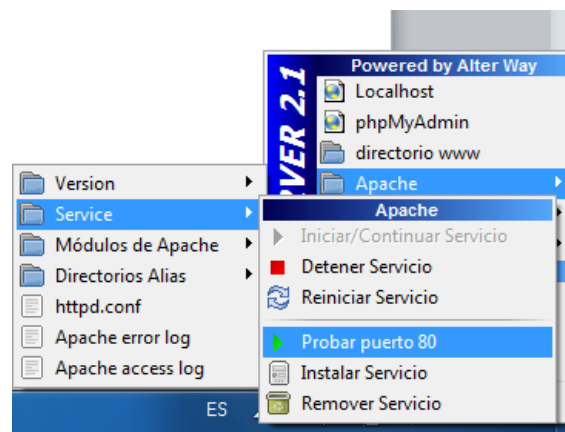 Powered by Alter Way
VER 2.1
Localhost
phpMyAdmin
directorio www
Apache
Version
Service
Módulos de Apache
Directorios Alias
httpd.conf
Apache error log
Apache access log
Apache
Iniciar/Continuar Servicio
Detener Servicio
Reiniciar Servicio
Probar puerto 80
Instalar Servicio
Remover Servicio
ES